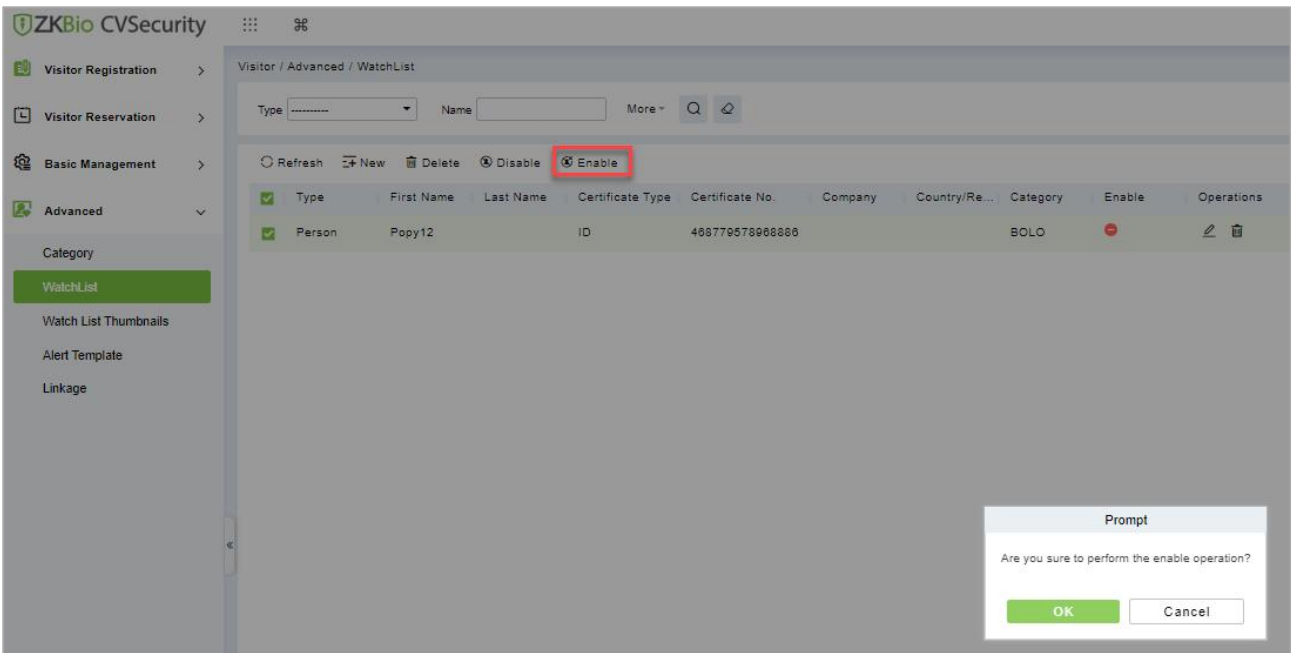 ZKBio CVSecurity
Visitor Registration
Visitor Reservation
Basic Management
Advanced
Category
WatchList
Watch List Thumbnails
Alert Template
Linkage
Visitor / Advanced / WatchList
Type ---------- Name More
Refresh New Delete Disable Enable
Type First Name Last Name Certificate Type Certificate No. Company Country/Re... Category Enable Operations
Person Popy12 ID 468779578968886 BOLO
Prompt
Are you sure to perform the enable operation?
OK Cancel